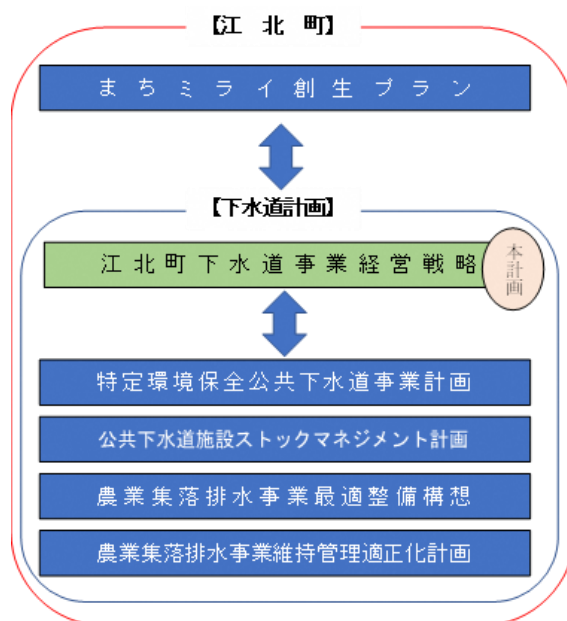 【江 北 町】
まちミライ創生プラン
【下水道計画】
江北町下水道事業経営戦略
本計画
特定環境保全公共下水道事業計画
公共下水道施設ストックマネジメント計画
農業集落排水事業最適整備構想
農業集落排水事業維持管理適正化計画